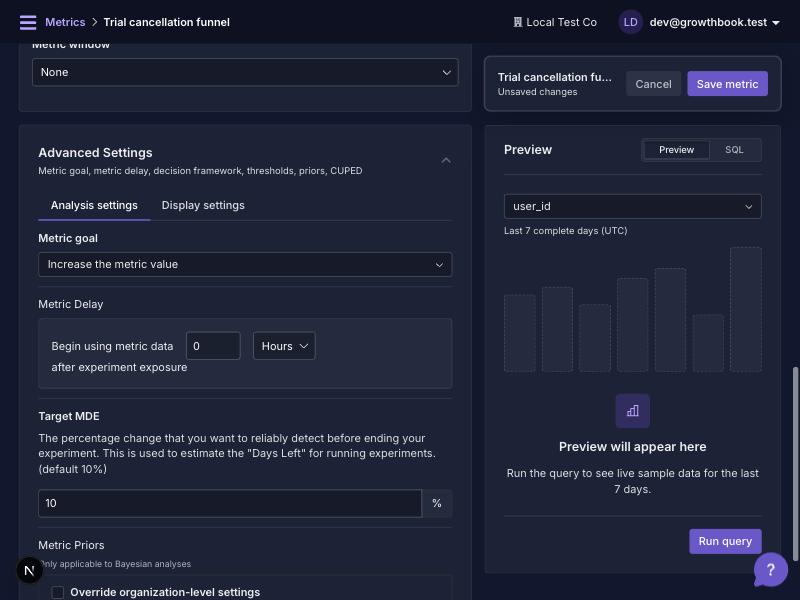 Metrics
Trial cancellation funnel
Local Test Co
LD
dev@growthbook.test
Metric window
None
Trial cancellation fu...
Unsaved changes
Cancel
Save metric
Advanced Settings
Metric goal, metric delay, decision framework, thresholds, priors, CUPED
Analysis settings
Display settings
Metric goal
Increase the metric value
Metric Delay
Begin using metric data
0
Hours
after experiment exposure
Target MDE
The percentage change that you want to reliably detect before ending your
experiment. This is used to estimate the "Days Left" for running experiments.
(default 10%)
10
%
Metric Priors
Only applicable to Bayesian analyses
Override organization-level settings
N
Preview
Preview
SQL
user_id
Last 7 complete days (UTC)
Preview will appear here
Run the query to see live sample data for the last
7 days.
Run query
?